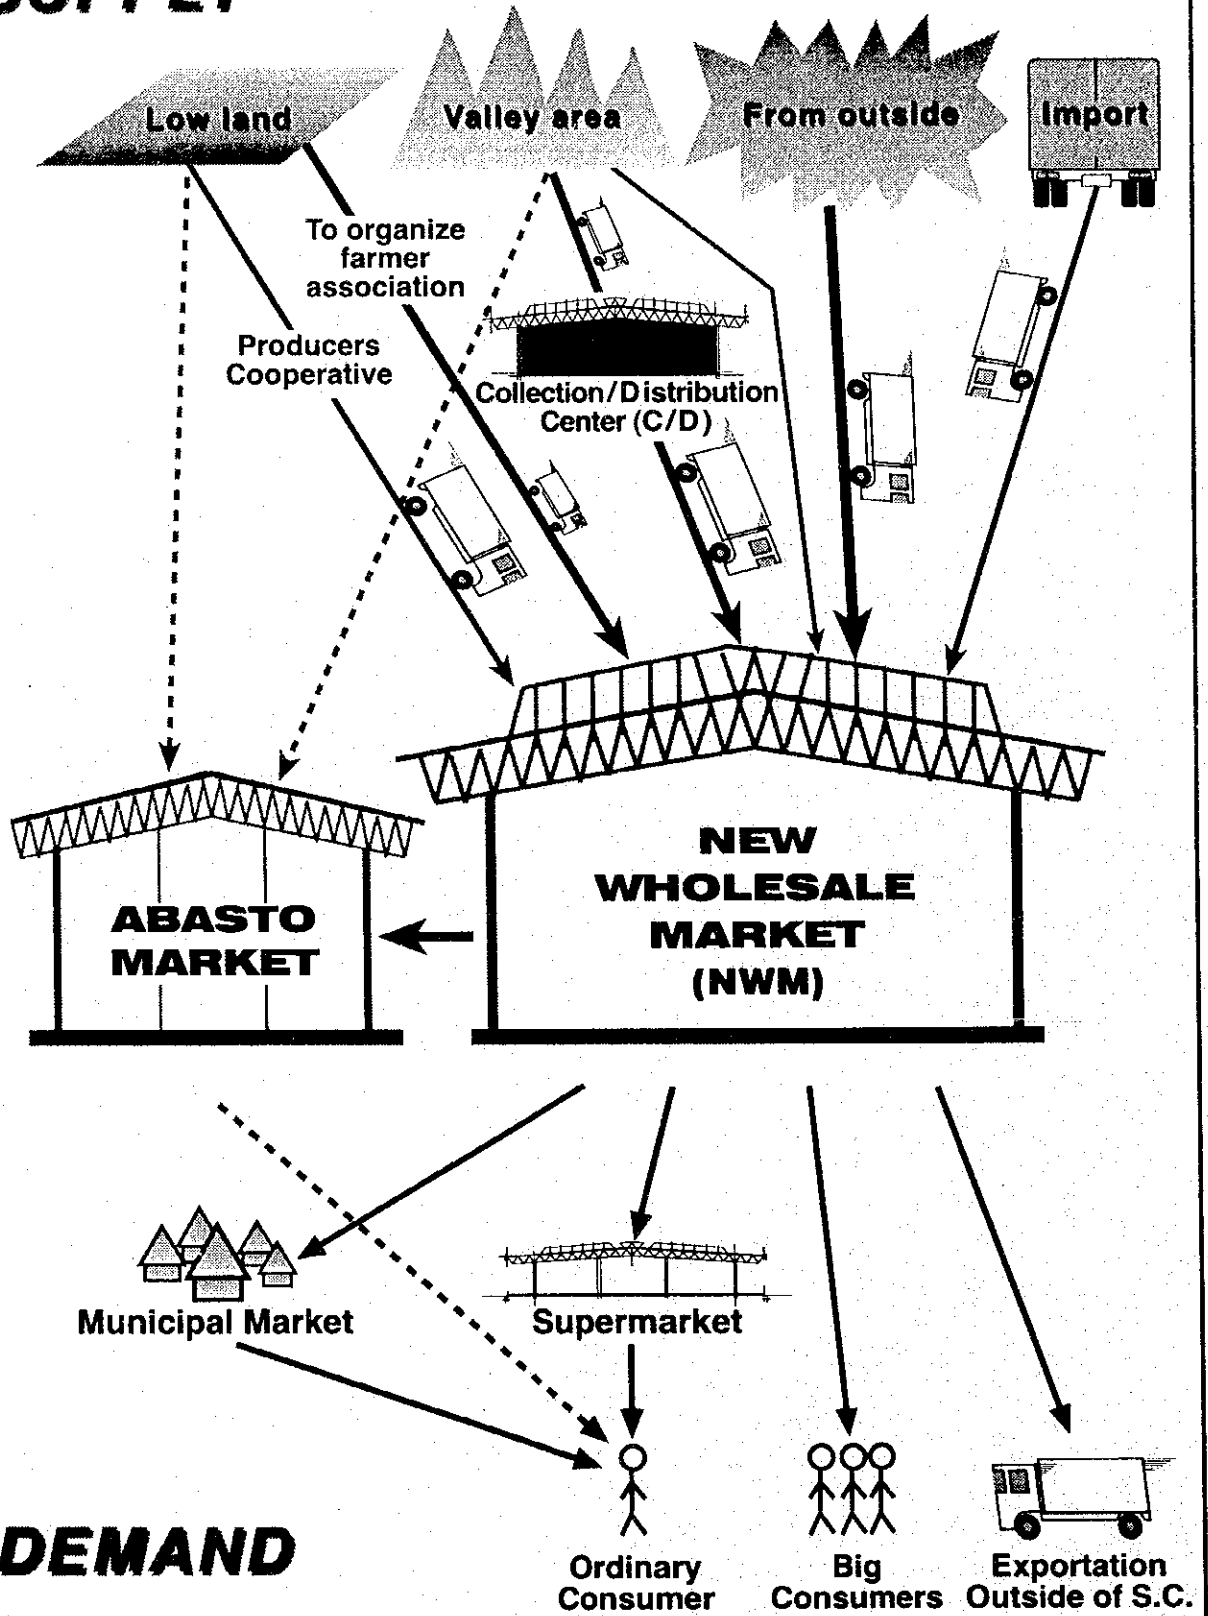 Low land
Valley area
From outside
Import
To organize
farmer
association
Producers
Cooperative
Collection/Distribution
Center (C/D)
NEW
WHOLESALE
MARKET
(NWM)
ABASTO
MARKET
Municipal Market
Supermarket
DEMAND
Ordinary
Consumer
Big
Consumers
Exportation
Outside of S.C.